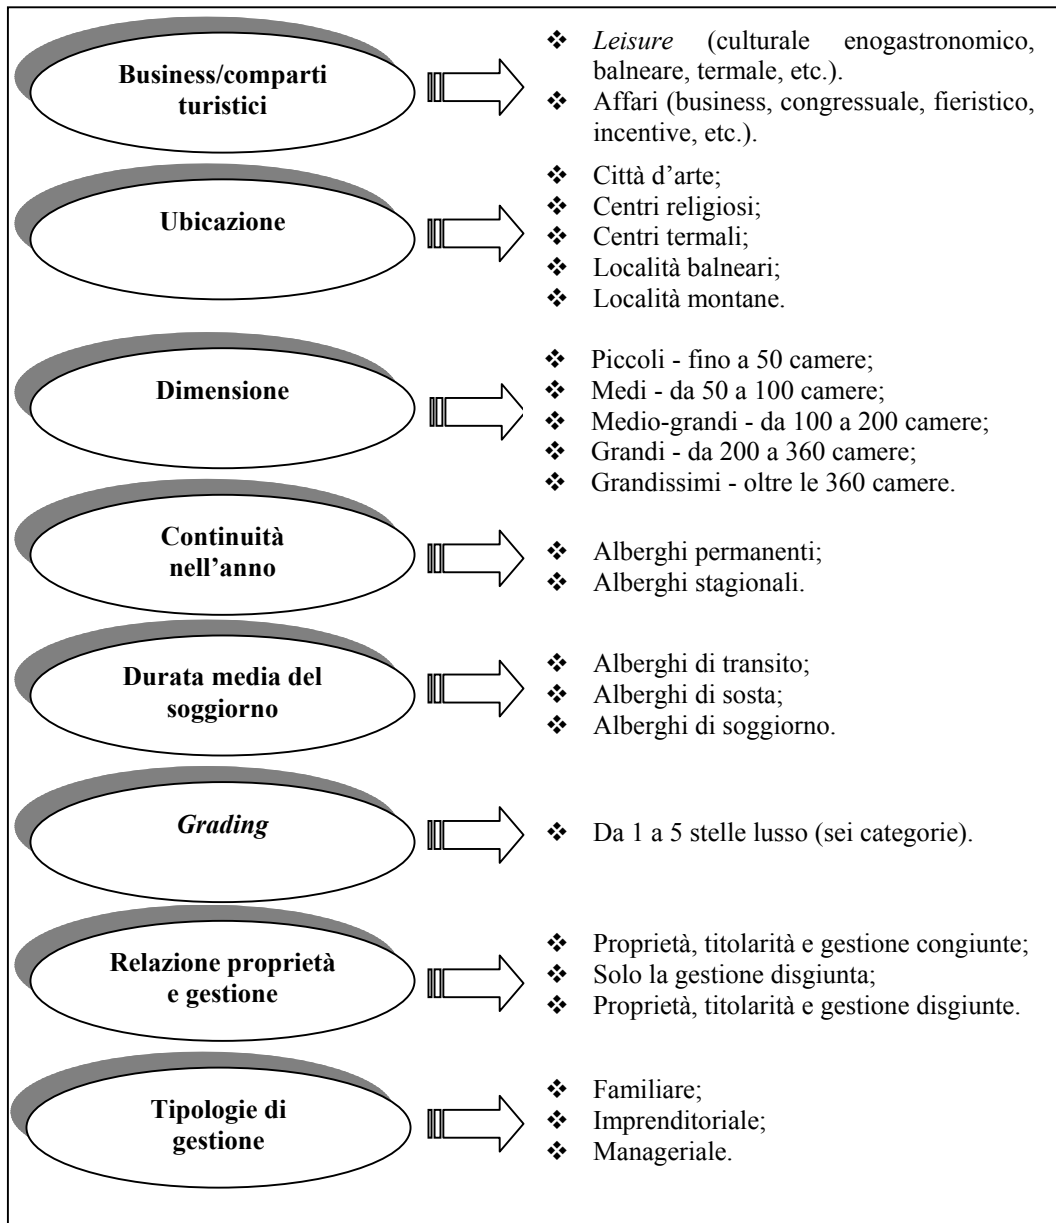 Business/comparti
turistici
❖ Leisure (culturale enogastronomico,
balneare, termale, etc.).
❖ Affari (business, congressuale, fieristico,
incentive, etc.).
Ubicazione
❖ Città d’arte;
❖ Centri religiosi;
❖ Centri termali;
❖ Località balneari;
❖ Località montane.
Dimensione
❖ Piccoli - fino a 50 camere;
❖ Medi - da 50 a 100 camere;
❖ Medio-grandi - da 100 a 200 camere;
❖ Grandi - da 200 a 360 camere;
❖ Grandissimi - oltre le 360 camere.
Continuità
nell’anno
❖ Alberghi permanenti;
❖ Alberghi stagionali.
Durata media del
soggiorno
❖ Alberghi di transito;
❖ Alberghi di sosta;
❖ Alberghi di soggiorno.
Grading
❖ Da 1 a 5 stelle lusso (sei categorie).
Relazione proprietà
e gestione
❖ Proprietà, titolarità e gestione congiunte;
❖ Solo la gestione disgiunta;
❖ Proprietà, titolarità e gestione disgiunte.
Tipologie di
gestione
❖ Familiare;
❖ Imprenditoriale;
❖ Manageriale.